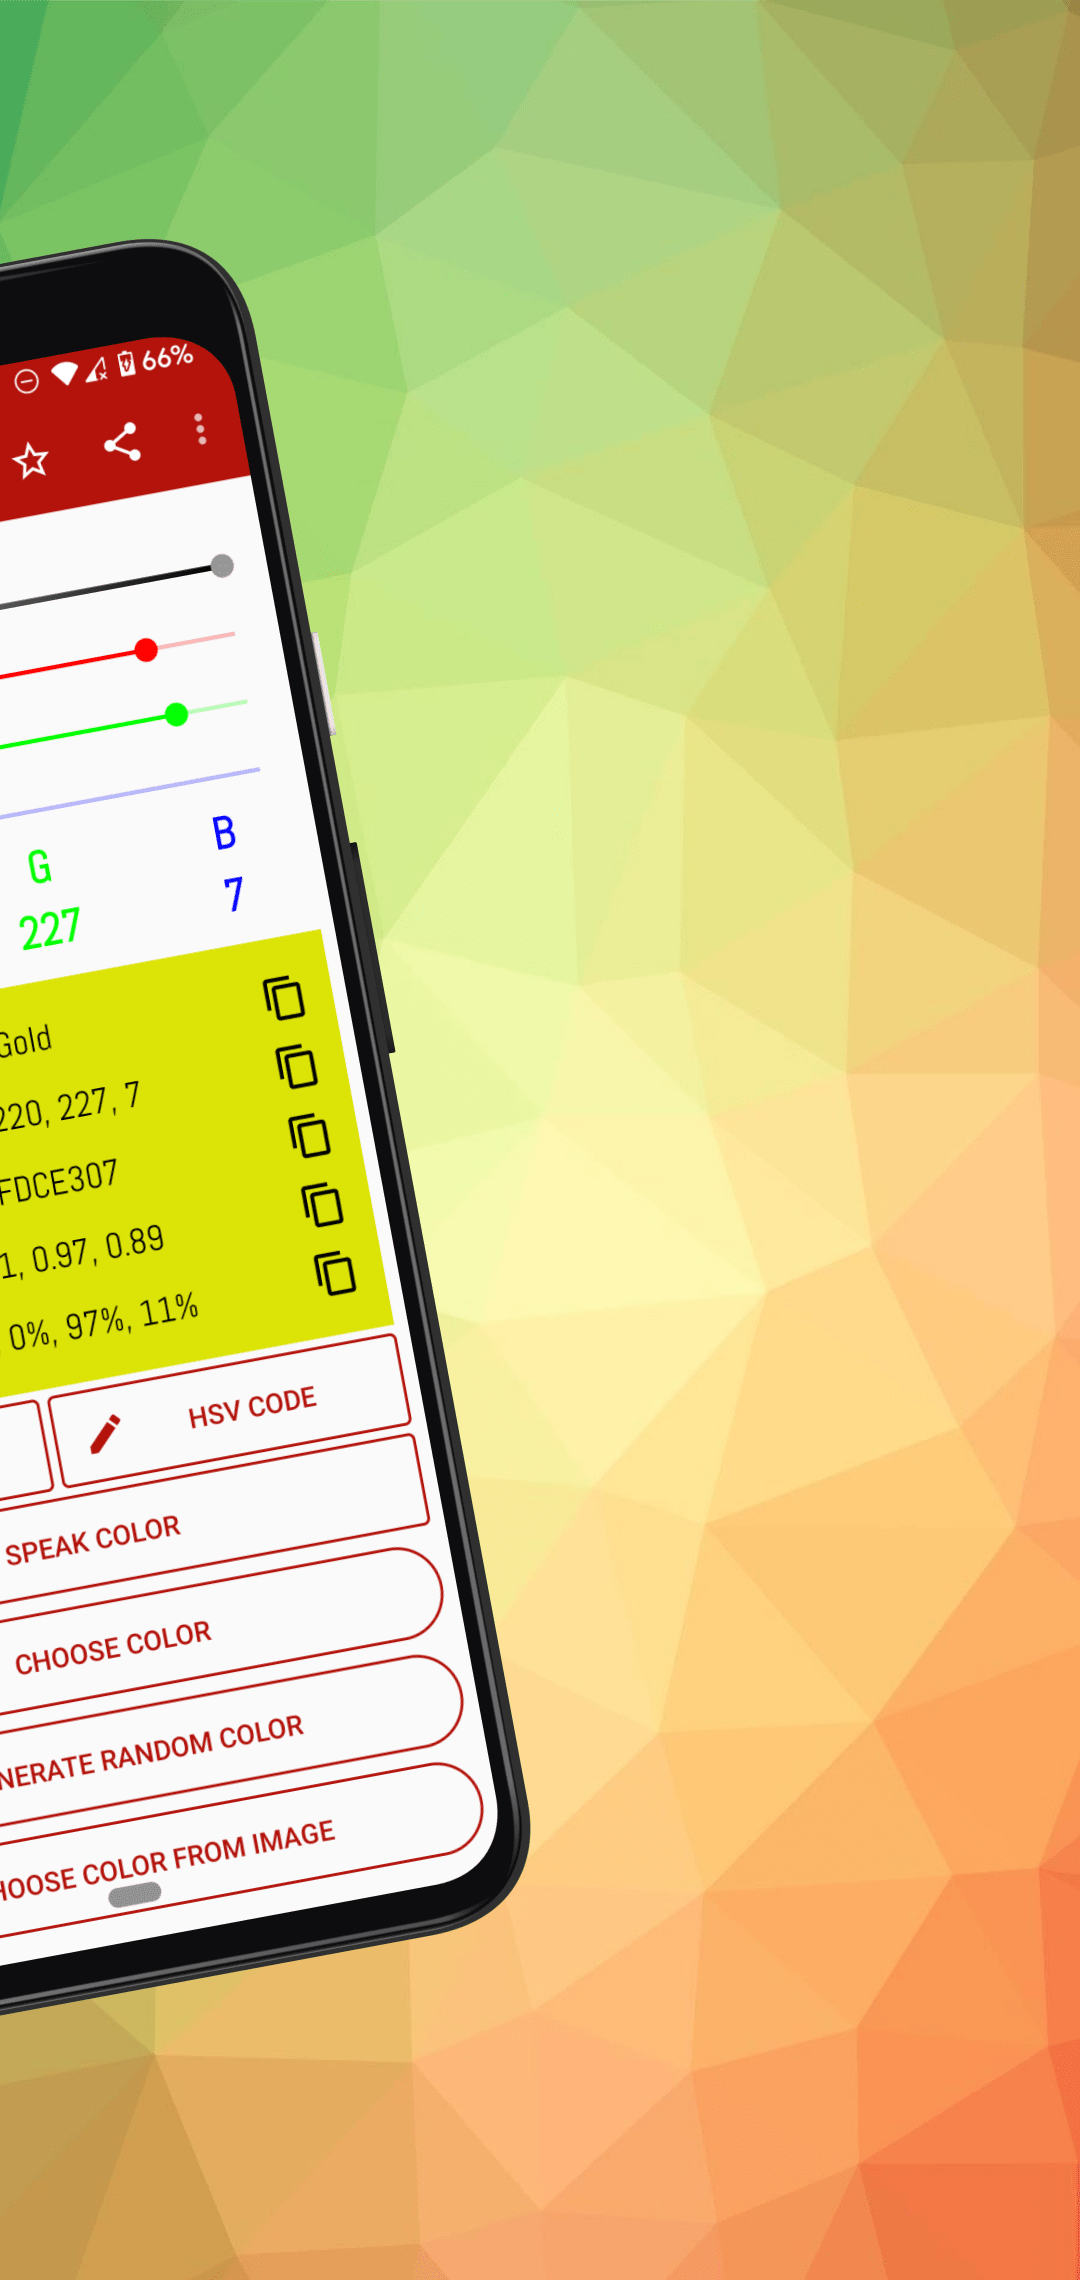 66%
G B
227 7
Gold
220, 227, 7
FDCE307
1, 0.97, 0.89
0%, 97%, 11%
HSV CODE
SPEAK COLOR
CHOOSE COLOR
NERATE RANDOM COLOR
HOOSE COLOR FROM IMAGE